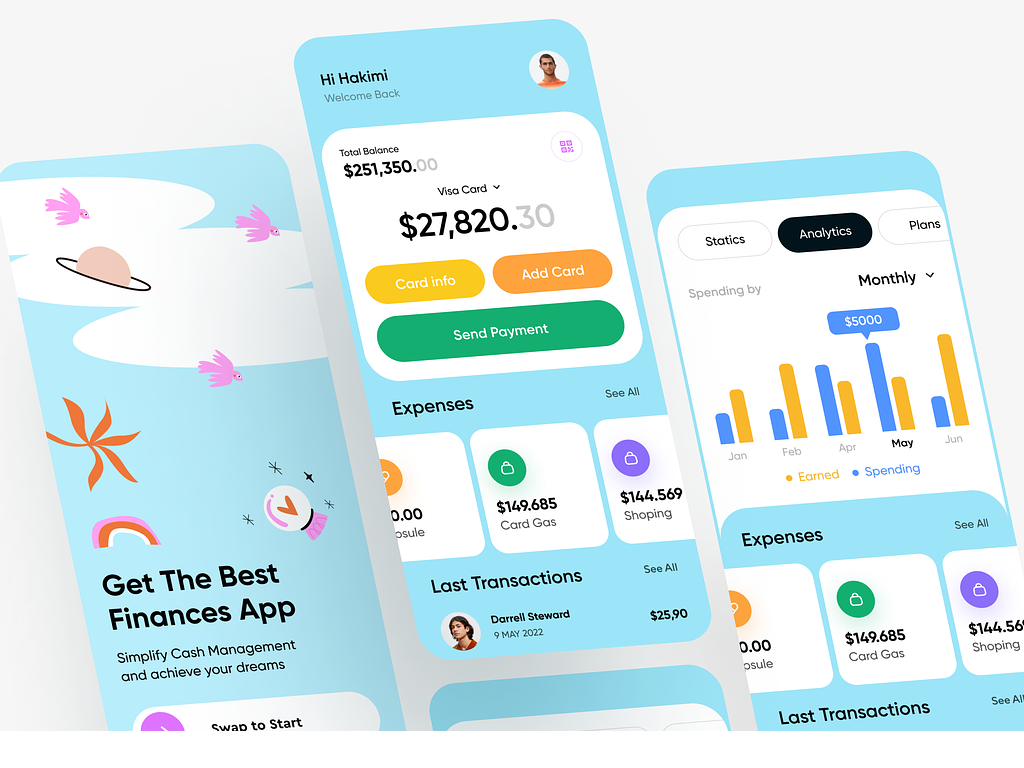 Get The Best
Finances App
Simplify Cash Management
and achieve your dreams
Swap to Start
Hi Hakimi
Welcome Back
Total Balance
$251,350.00
Visa Card
$27,820.30
Card info
Add Card
Send Payment
Expenses
See All
0.00
osule
$149.685
Card Gas
$144.569
Shoping
Last Transactions
See All
Darrell Steward
9 MAY 2022
$25,90
Statics
Analytics
Plans
Spending by
Monthly
$5000
Jan
Feb
Apr
May
Jun
Earned
Spending
Expenses
See All
0.00
osule
$149.685
Card Gas
$144.569
Shoping
Last Transactions
See All